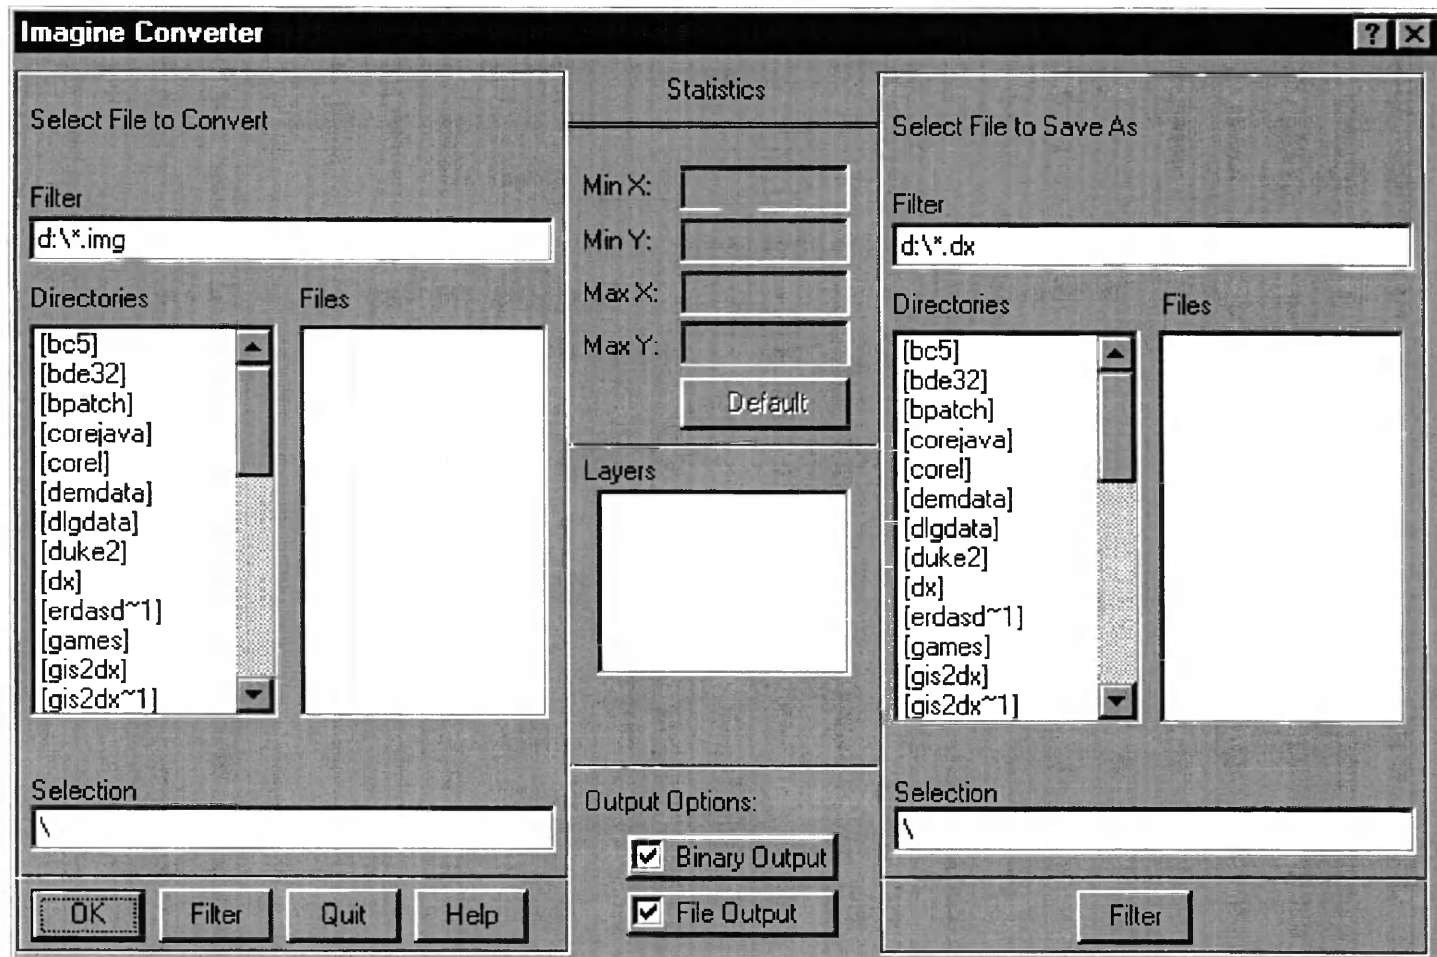 Imagine Converter
Select File to Convert
Filter
d:\*.img
Directories
Files
[bc5]
[bde32]
[bpatch]
[corejava]
[corel]
[demdata]
[dlgdata]
[duke2]
[dx]
[erdasd~1]
[games]
[gis2dx]
[gis2dx~1]
Selection
\
OK
Filter
Quit
Help
Statistics
Min X:
Min Y:
Max X:
Max Y:
Default
Layers
Output Options:
Binary Output
File Output
Select File to Save As
Filter
d:\*.dx
Directories
Files
[bc5]
[bde32]
[bpatch]
[corejava]
[corel]
[demdata]
[dlgdata]
[duke2]
[dx]
[erdasd~1]
[games]
[gis2dx]
[gis2dx~1]
Selection
\
Filter